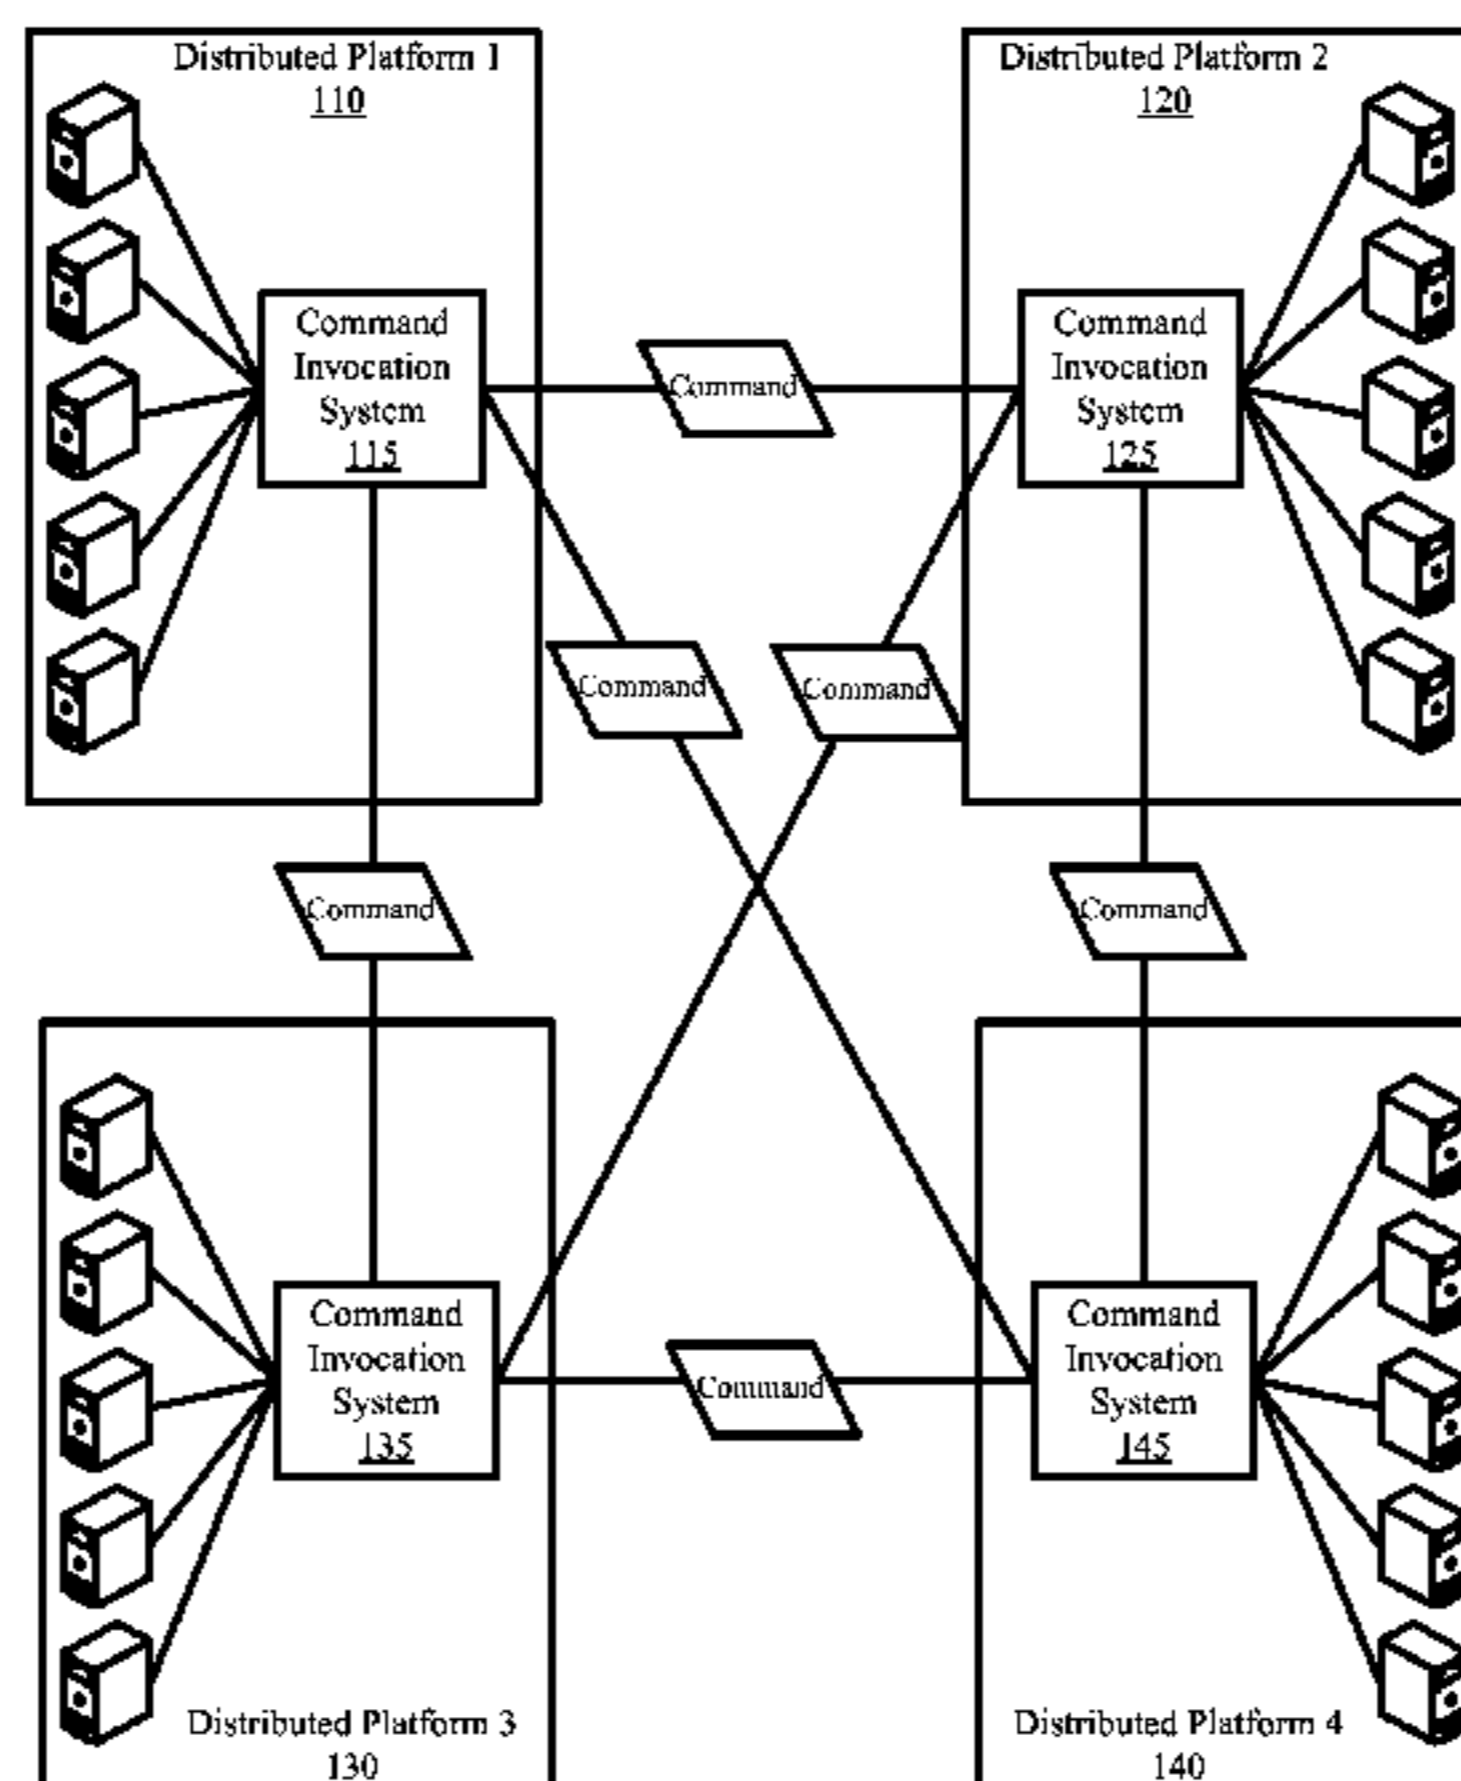 Distributed Platform 1
110
Distributed Platform 2
120
Command
Invocation
System
115
Command
Command
Invocation
System
125
Command
Command
Command
Command
Command
Invocation
System
135
Command
Command
Invocation
System
145
Distributed Platform 3
130
Distributed Platform 4
140